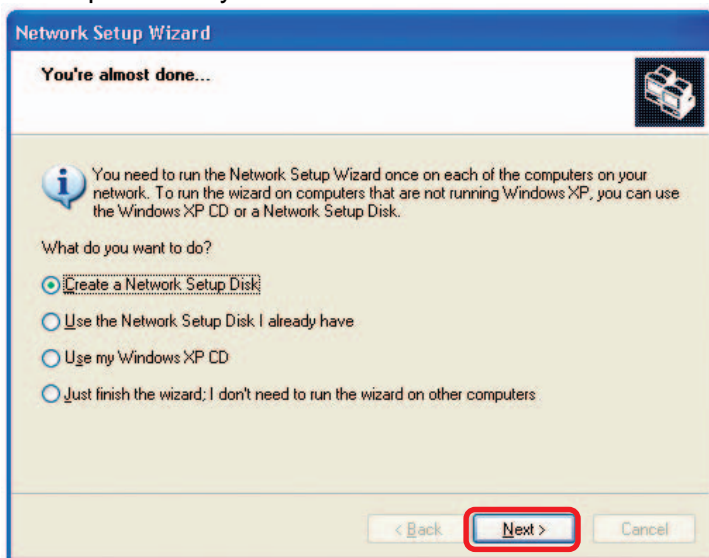 Network Setup Wizard
You're almost done...
You need to run the Network Setup Wizard once on each of the computers on your
network. To run the wizard on computers that are not running Windows XP, you can use
the Windows XP CD or a Network Setup Disk.
What do you want to do?
Create a Network Setup Disk
Use the Network Setup Disk I already have
Use my Windows XP CD
Just finish the wizard; I don't need to run the wizard on other computers
< Back Next > Cancel